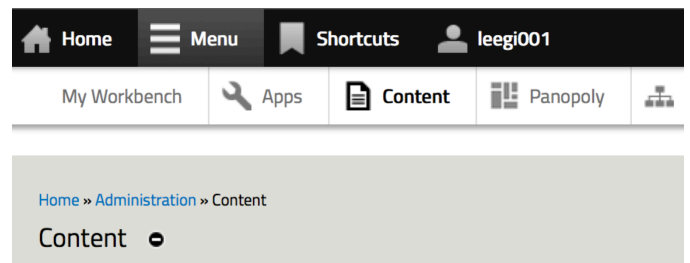 Home Menu Shortcuts leegi001
My Workbench Apps Content Panopoly
Home » Administration » Content
Content